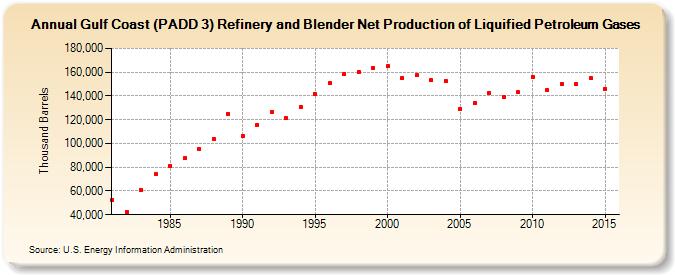 Annual Gulf Coast (PADD 3) Refinery and Blender Net Production of Liquified Petroleum Gases
Thousand Barrels
180,000
160,000
140,000
120,000
100,000
80,000
60,000
40,000
1985 1990 1995 2000 2005 2010 2015
Source: U.S. Energy Information Administration